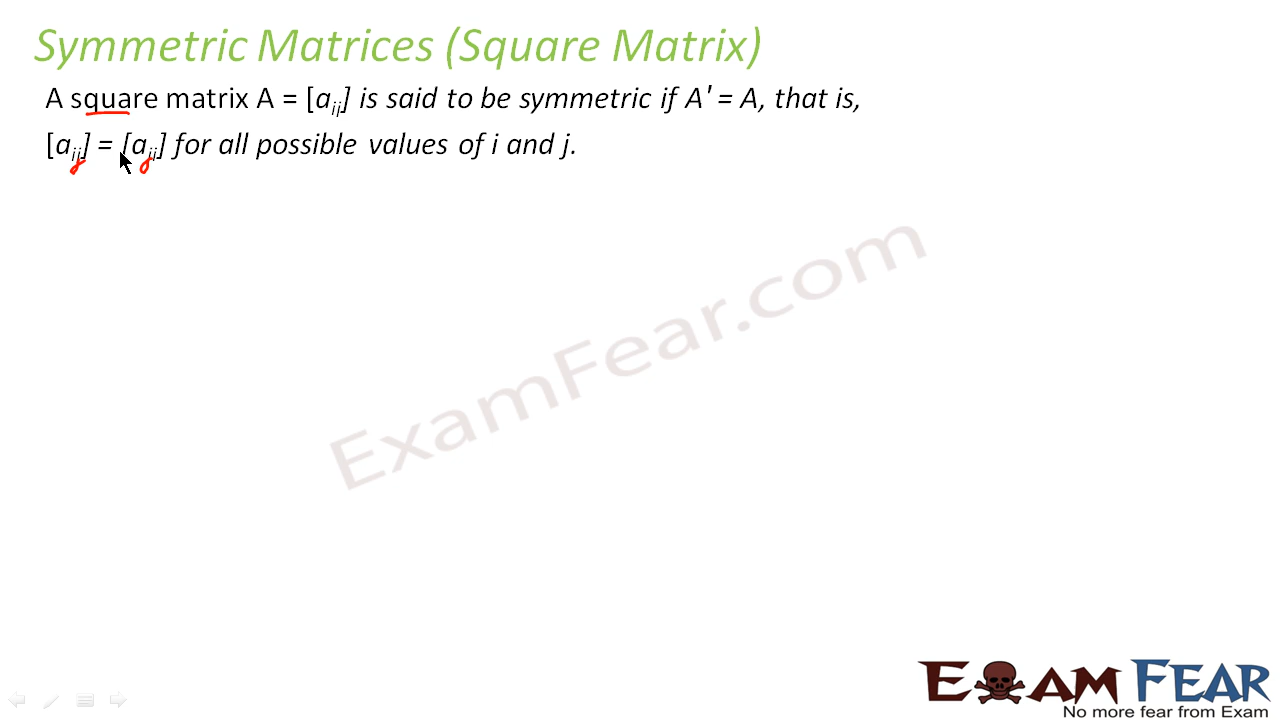 Symmetric Matrices (Square Matrix)
A square matrix A = [aij] is said to be symmetric if A' = A, that is,
[aij] = [aji] for all possible values of i and j.
ExamFear.com
EXAM FEAR
No more fear from Exam